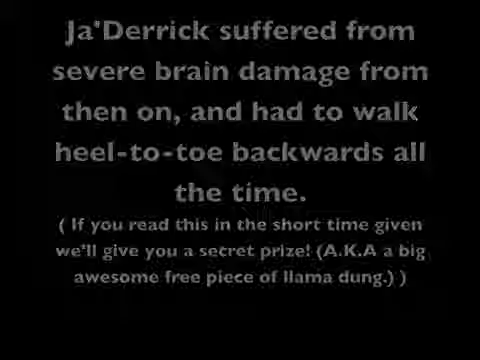 Ja'Derrick suffered from
severe brain damage from
then on, and had to walk
heel-to-toe backwards all
the time.
( If you read this in the short time given
we'll give you a secret prize! (A.K.A a big
awesome free piece of llama dung.) )